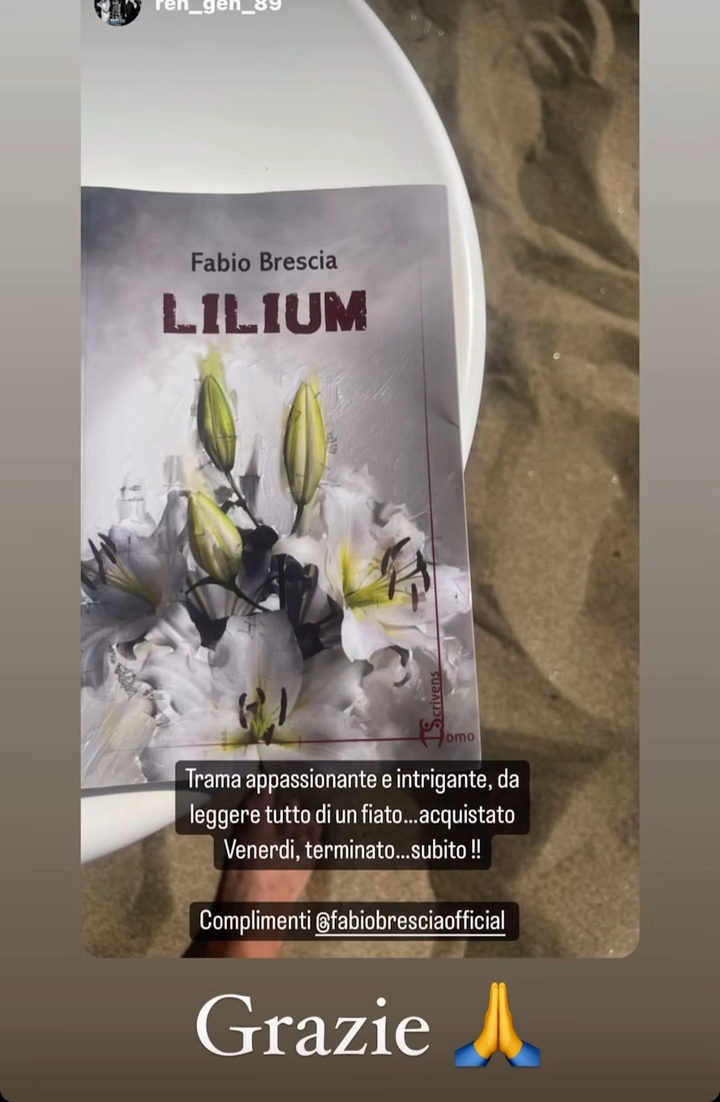 ren_gen_89
Fabio Brescia
LILIUM
Scrivens
omo
Trama appassionante e intrigante, da
leggere tutto di un fiato...acquistato
Venerdi, terminato...subito !!
Complimenti @fabiobresciaofficial
Grazie 🙏